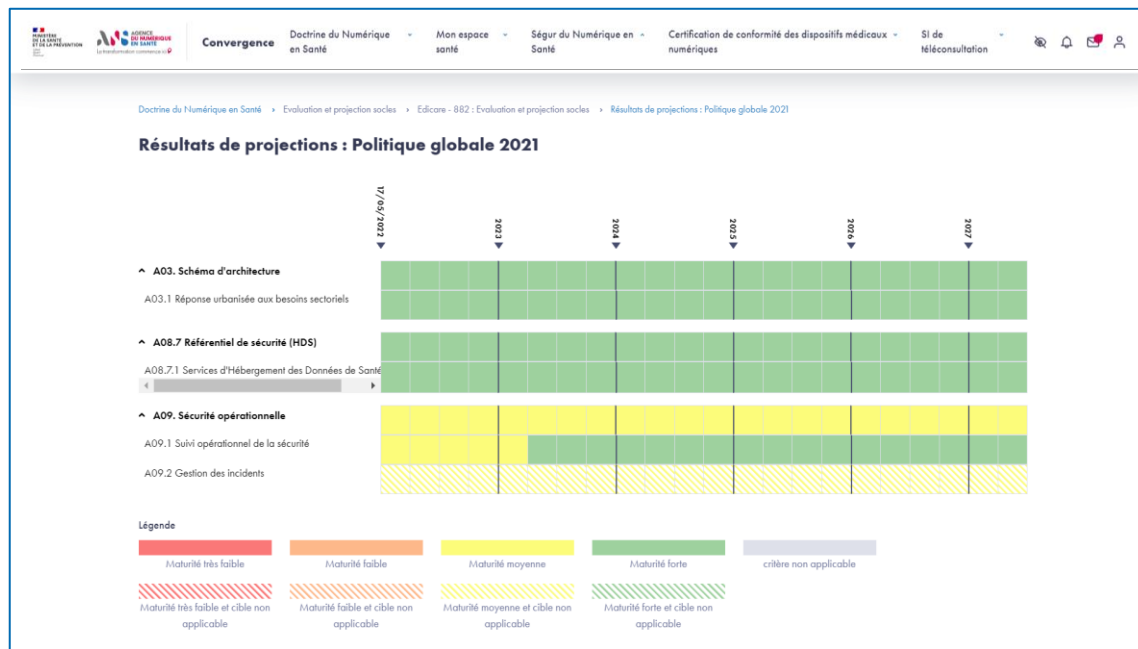 MINISTÈRE
DE LA SANTÉ
ET DE LA PRÉVENTION
AGENCE
DU NUMÉRIQUE
EN SANTÉ
La transformation commence ici
Convergence
Doctrine du Numérique
en Santé
Mon espace
santé
Ségur du Numérique en
Santé
Certification de conformité des dispositifs médicaux
numériques
SI de
téléconsultation
Doctrine du Numérique en Santé > Evaluation et projection socles > Edicare - 882 : Evaluation et projection socles > Résultats de projections : Politique globale 2021
Résultats de projections : Politique globale 2021
17/05/2022 2023 2024 2025 2026 2027
A03. Schéma d'architecture
A03.1 Réponse urbanisée aux besoins sectoriels
A08.7 Référentiel de sécurité (HDS)
A08.7.1 Services d'Hébergement des Données de Santé
A09. Sécurité opérationnelle
A09.1 Suivi opérationnel de la sécurité
A09.2 Gestion des incidents
Légende
Maturité très faible
Maturité faible
Maturité moyenne
Maturité forte
critère non applicable
Maturité très faible et cible non
applicable
Maturité faible et cible non
applicable
Maturité moyenne et cible non
applicable
Maturité forte et cible non
applicable